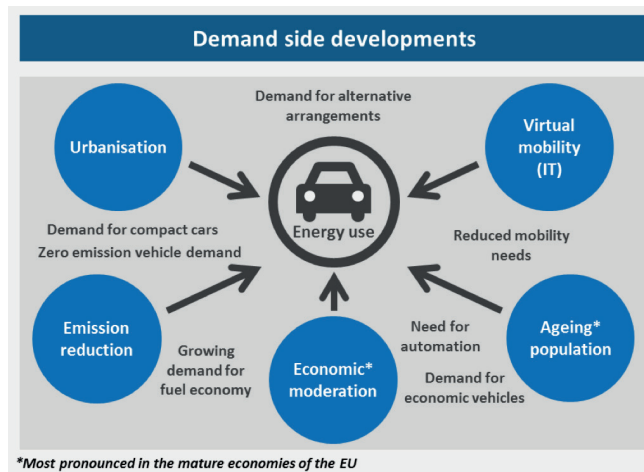 Demand side developments
Demand for alternative
arrangements
Urbanisation
Virtual
mobility
(IT)
Energy use
Demand for compact cars
Zero emission vehicle demand
Reduced mobility
needs
Emission
reduction
Growing
demand for
fuel economy
Economic*
moderation
Need for
automation
Demand for
economic vehicles
Ageing*
population
*Most pronounced in the mature economies of the EU